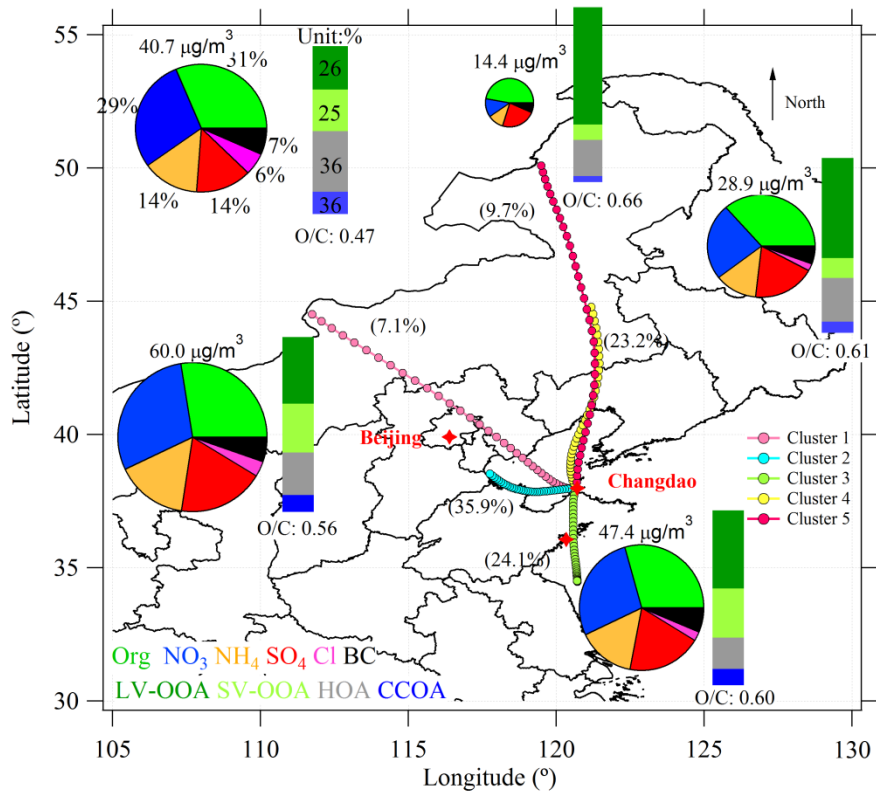 55
50
45
40
35
30
Latitude (º)
105
110
115
120
125
130
Longitude (º)
40.7 μg/m³
31%
29%
7%
6%
14%
14%
Unit:%
26
25
36
36
O/C: 0.47
14.4 μg/m³
O/C: 0.66
North
28.9 μg/m³
O/C: 0.61
(9.7%)
(7.1%)
(23.2%)
60.0 μg/m³
O/C: 0.56
Beijing
Changdao
(35.9%)
(24.1%)
Cluster 1
Cluster 2
Cluster 3
Cluster 4
Cluster 5
47.4 μg/m³
O/C: 0.60
Org NO₃ NH₄ SO₄ Cl BC
LV-OOA SV-OOA HOA CCOA